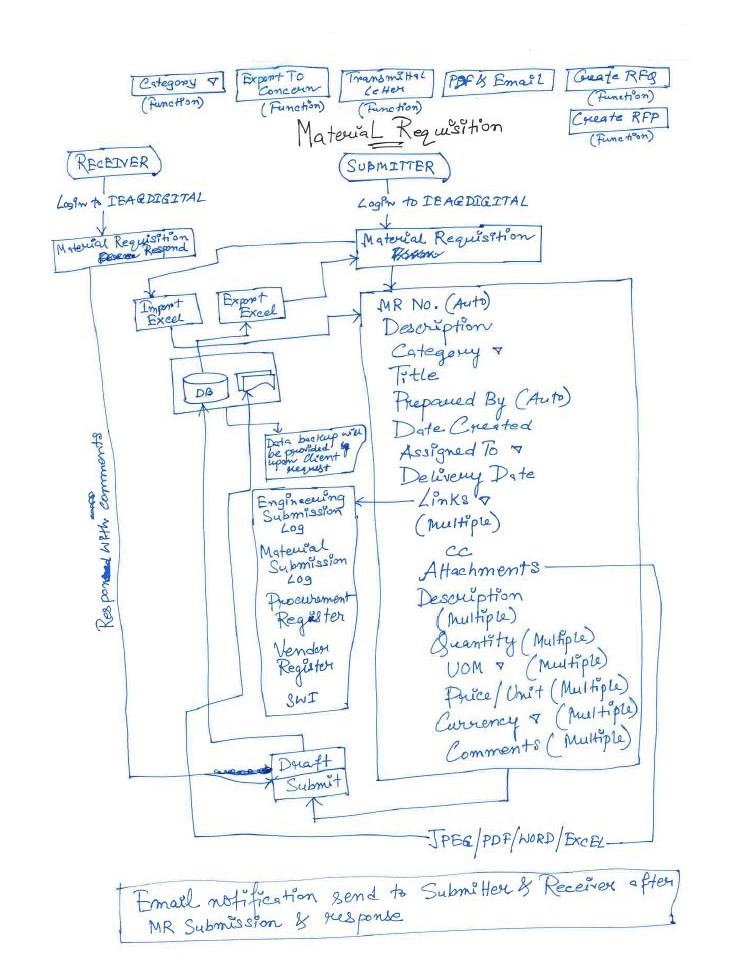 Category ▽
(Function)
Export To
Concern
(Function)
Transmittal
Letter
(Function)
PDF & Email
Create RFQ
(Function)
Create RFP
(Function)
Material Requisition
RECEIVER
Login to IEAQDIGITAL
Material Requisition
Respond
SUBMITTER
Login to IEAQDIGITAL
Material Requisition
Import
Excel
Export
Excel
DB
Data backup will
be provided
upon client
request
MR No. (Auto)
Description
Category ▽
Title
Prepared By (Auto)
Date Created
Assigned To ▽
Delivery Date
Links ▽
(Multiple)
CC
Attachments
Description
(Multiple)
Quantity (Multiple)
UOM ▽ (Multiple)
Price/Unit (Multiple)
Currency ▽ (Multiple)
Comments (Multiple)
Engineering
Submission
Log
Material
Submission
Log
Procurement
Register
Vendor
Register
SWI
Respond With comments
Draft
Submit
JPEG/PDF/WORD/EXCEL
Email notification send to Submitter & Receiver after
MR Submission & response